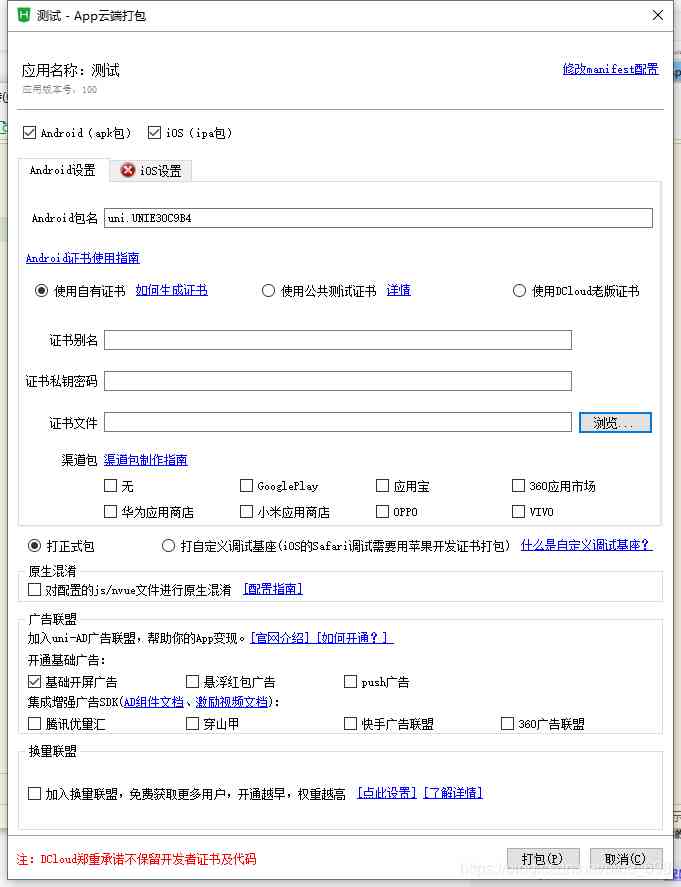 测试 - App云端打包
应用名称：测试 修改manifest配置
应用版本号：100
Android（apk包） iOS（ipa包）
Android设置 iOS设置
Android包名 uni.UNIE30C9B4
Android证书使用指南
使用自有证书 如何生成证书 使用公共测试证书 详情 使用DCloud老版证书
证书别名
证书私钥密码
证书文件 浏览...
渠道包 渠道包制作指南
无 GooglePlay 应用宝 360应用市场
华为应用商店 小米应用商店 OPPO VIVO
打正式包 打自定义调试基座(iOS的Safari调试需要用苹果开发证书打包) 什么是自定义调试基座？
原生混淆
对配置的js/nvue文件进行原生混淆。 [配置指南]
广告联盟
加入uni-AD广告联盟，帮助你的App变现。[官网介绍] [如何开通？]
开通基础广告：
基础开屏广告 悬浮红包广告 push广告
集成增强广告SDK(AD组件文档、激励视频文档)：
腾讯优量汇 穿山甲 快手广告联盟 360广告联盟
换量联盟
加入换量联盟，免费获取更多用户，开通越早，权重越高 [点此设置] [了解详情]
注：DCloud郑重承诺不保留开发者证书及代码 打包(P) 取消(C)